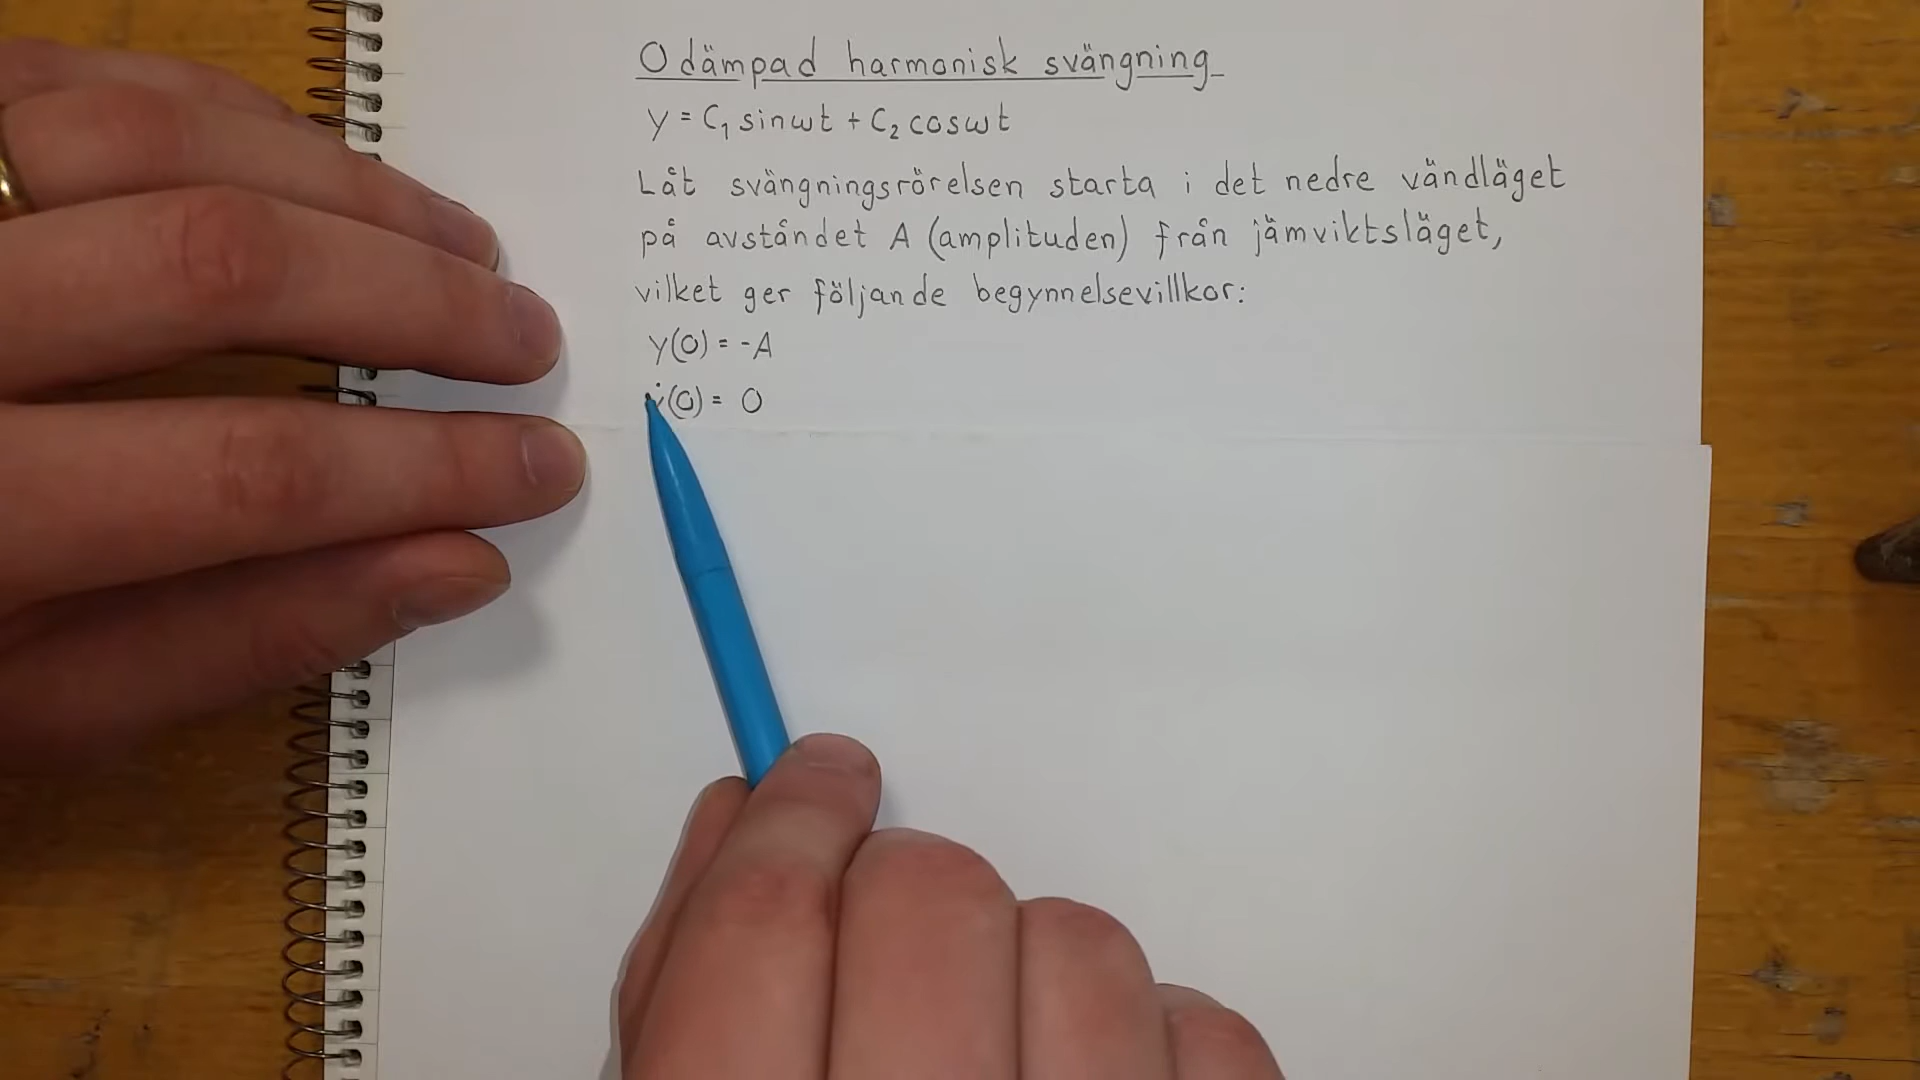 Odämpad harmonisk svängning
y = C₁ sinωt + C₂ cosωt
Låt svängningsrörelsen starta i det nedre vändläget
på avståndet A (amplituden) från jämviktsläget,
vilket ger följande begynnelsevillkor:
y(0) = -A
ẏ(0) = 0